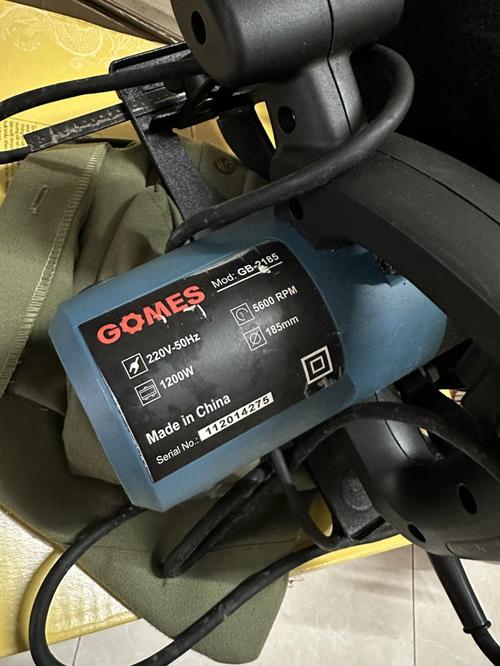 GOMES Mod: GB-2185
220V-50Hz 5600 RPM
1200W 185mm
Made in China
Serial No.: 112014275